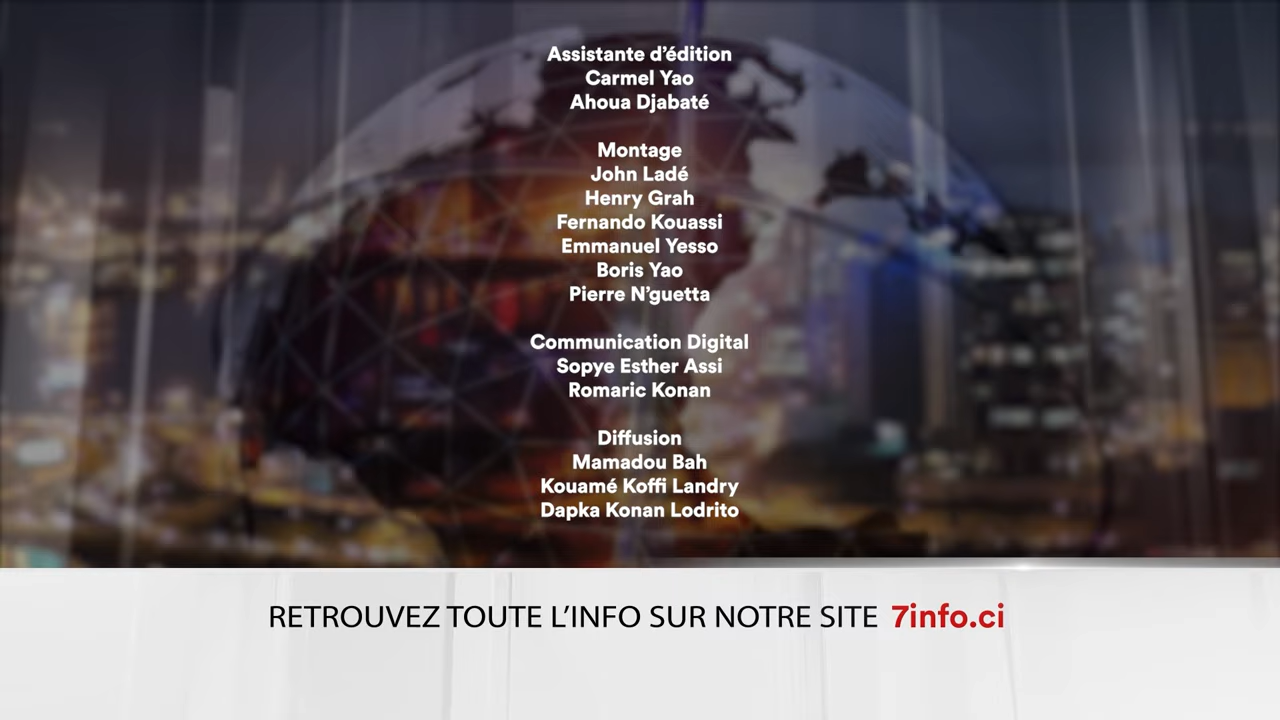 Assistante d’édition
Carmel Yao
Ahoua Djabaté
Montage
John Ladé
Henry Grah
Fernando Kouassi
Emmanuel Yesso
Boris Yao
Pierre N’guetta
Communication Digital
Sopye Esther Assi
Romaric Konan
Diffusion
Mamadou Bah
Kouamé Koffi Landry
Dapka Konan Lodrito
RETROUVEZ TOUTE L’INFO SUR NOTRE SITE 7info.ci